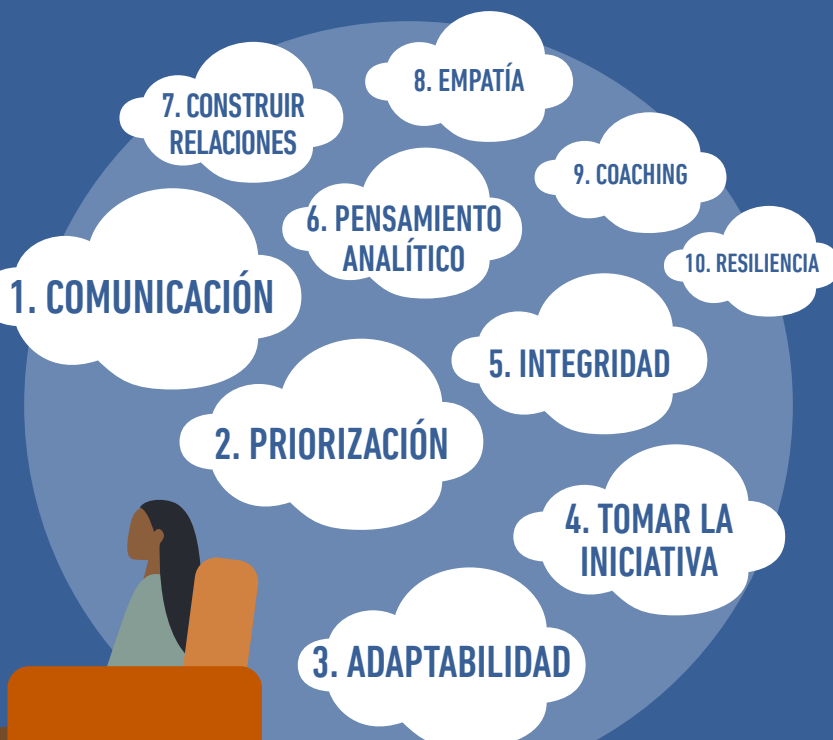 1. COMUNICACIÓN
2. PRIORIZACIÓN
3. ADAPTABILIDAD
4. TOMAR LA
INICIATIVA
5. INTEGRIDAD
6. PENSAMIENTO
ANALÍTICO
7. CONSTRUIR
RELACIONES
8. EMPATÍA
9. COACHING
10. RESILIENCIA